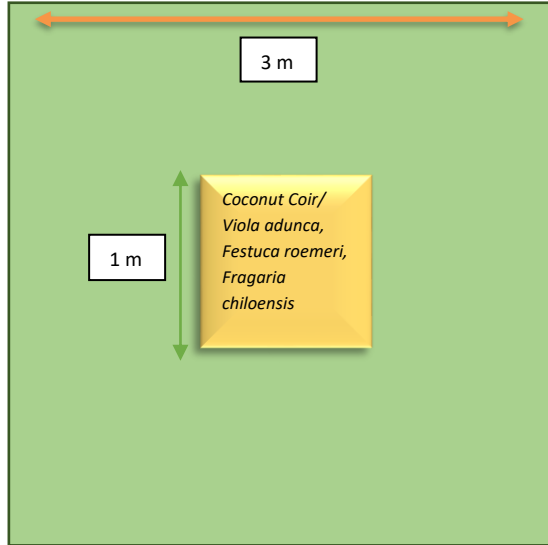 3 m
Coconut Coir/
Viola adunca,
Festuca roemeri,
Fragaria
chiloensis
1 m